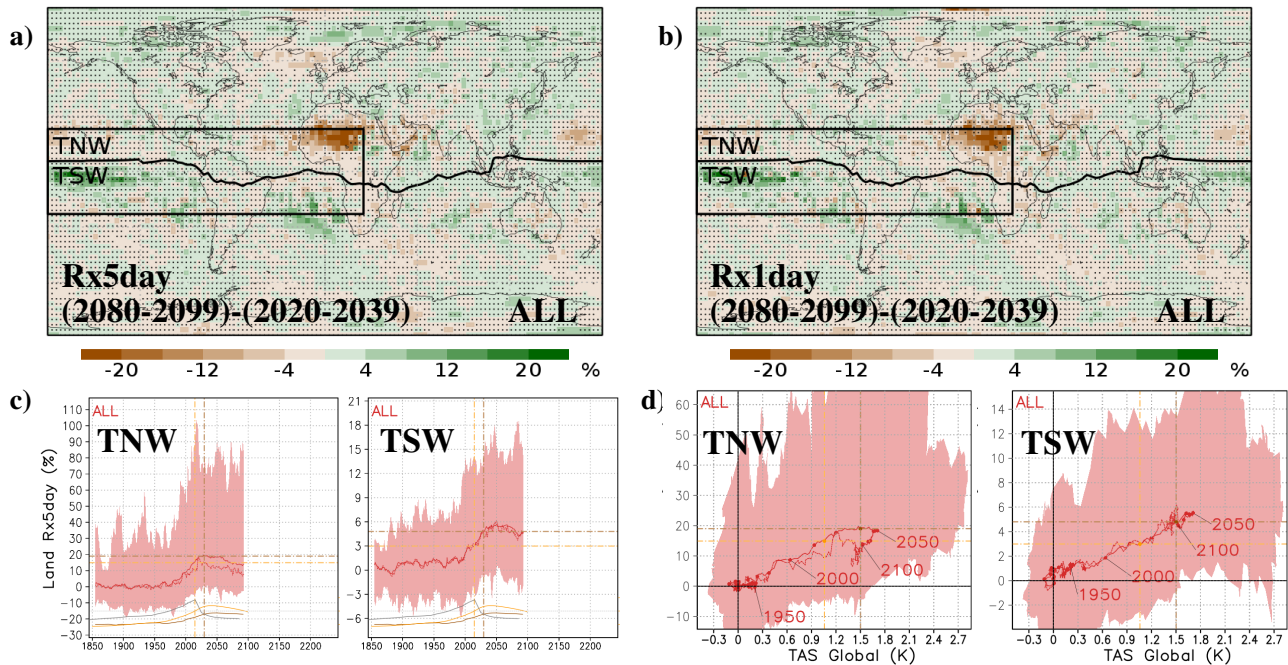 a)
TNW
TSW
Rx5day
(2080-2099)-(2020-2039) ALL
-20 -12 -4 4 12 20 %
b)
TNW
TSW
Rx1day
(2080-2099)-(2020-2039) ALL
-20 -12 -4 4 12 20 %
c)
ALL
TNW
Land Rx5day (%)
110
100
90
80
70
60
50
40
30
20
10
0
-10
-20
-30
1850 1900 1950 2000 2050 2100 2150 2200
ALL
TSW
21
18
15
12
9
6
3
0
-3
-6
1850 1900 1950 2000 2050 2100 2150 2200
d)
ALL
TNW
60
50
40
30
20
10
0
-10
2050
2100
2000
1950
-0.3 0 0.3 0.6 0.9 1.2 1.5 1.8 2.1 2.4 2.7
TAS Global (K)
ALL
TSW
14
12
10
8
6
4
2
0
-2
2050
2100
2000
1950
-0.3 0 0.3 0.6 0.9 1.2 1.5 1.8 2.1 2.4 2.7
TAS Global (K)